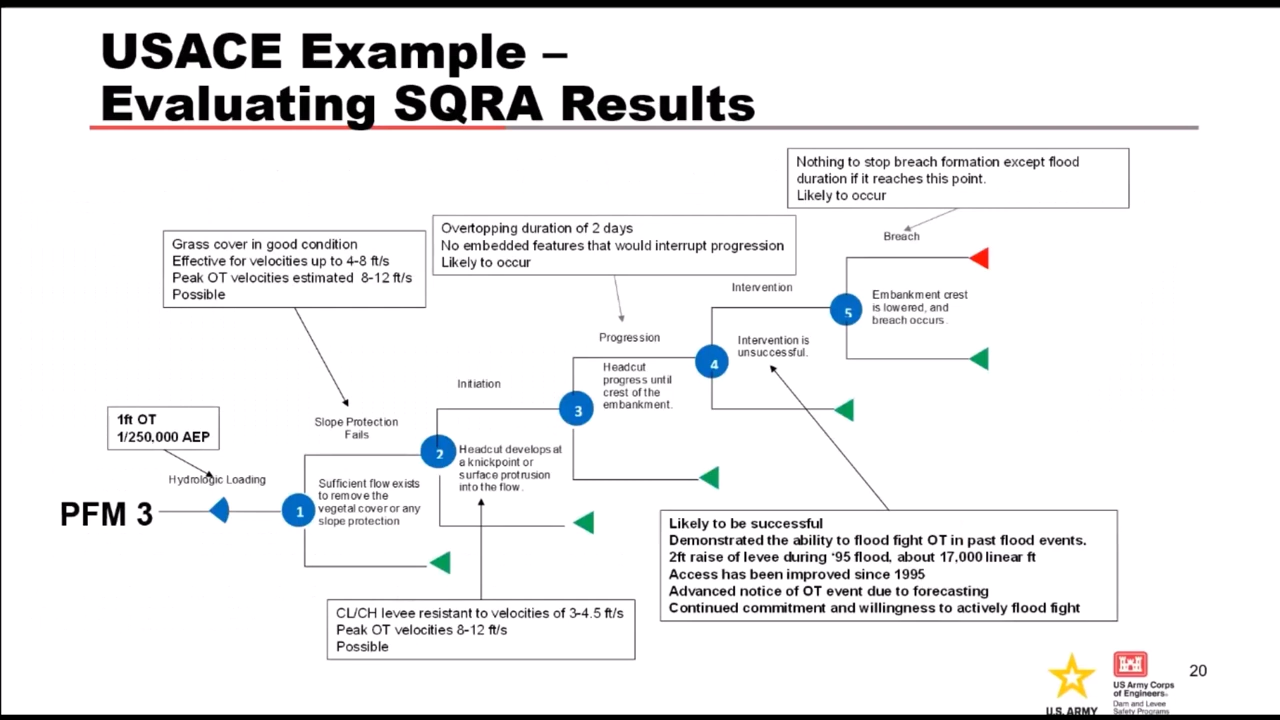 USACE Example –
Evaluating SQRA Results
Nothing to stop breach formation except flood
duration if it reaches this point.
Likely to occur
Overtopping duration of 2 days
No embedded features that would interrupt progression
Likely to occur
Grass cover in good condition
Effective for velocities up to 4-8 ft/s
Peak OT velocities estimated 8-12 ft/s
Possible
Breach
5
Embankment crest
is lowered, and
breach occurs.
Intervention
Intervention is
unsuccessful.
4
Progression
Headcut
progress until
crest of the
embankment.
3
Initiation
Headcut develops at
a knickpoint or
surface protrusion
into the flow.
2
Slope Protection
Fails
Sufficient flow exists
to remove the
vegetal cover or any
slope protection
1
1ft OT
1/250,000 AEP
Hydrologic Loading
PFM 3
Likely to be successful
Demonstrated the ability to flood fight OT in past flood events.
2ft raise of levee during '95 flood, about 17,000 linear ft
Access has been improved since 1995
Advanced notice of OT event due to forecasting
Continued commitment and willingness to actively flood fight
CL/CH levee resistant to velocities of 3-4.5 ft/s
Peak OT velocities 8-12 ft/s
Possible
U.S. ARMY
US Army Corps
of Engineers®
Dam and Levee
Safety Programs
20